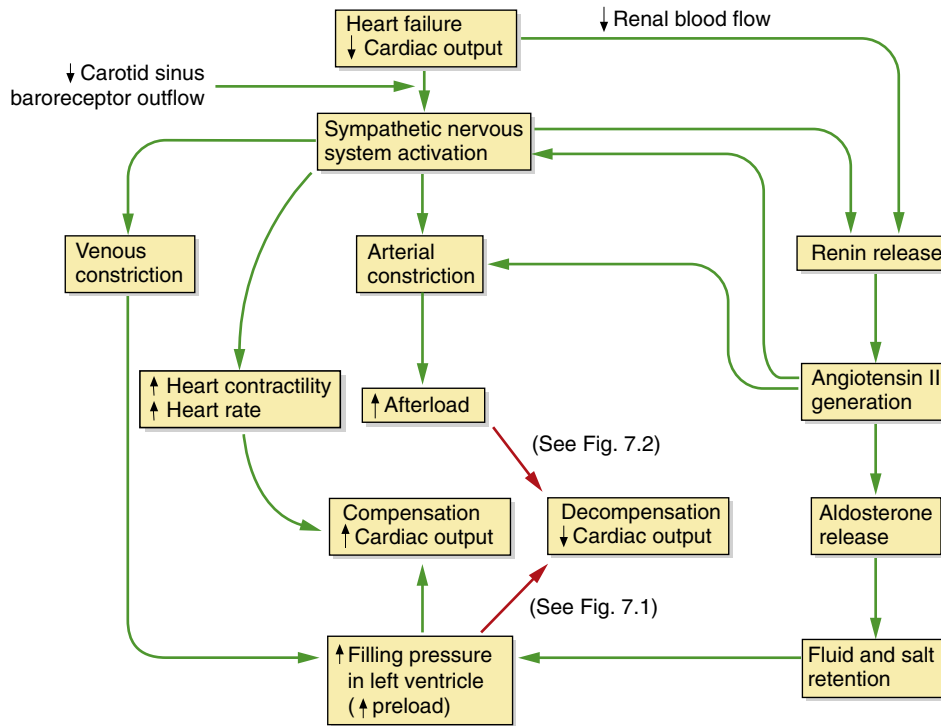 Heart failure
↓ Cardiac output
↓ Renal blood flow
↓ Carotid sinus
baroreceptor outflow
Sympathetic nervous
system activation
Venous
constriction
Arterial
constriction
Renin release
↑ Heart contractility
↑ Heart rate
↑ Afterload
Angiotensin II
generation
(See Fig. 7.2)
Compensation
↑ Cardiac output
Decompensation
↓ Cardiac output
Aldosterone
release
(See Fig. 7.1)
↑ Filling pressure
in left ventricle
(↑ preload)
Fluid and salt
retention